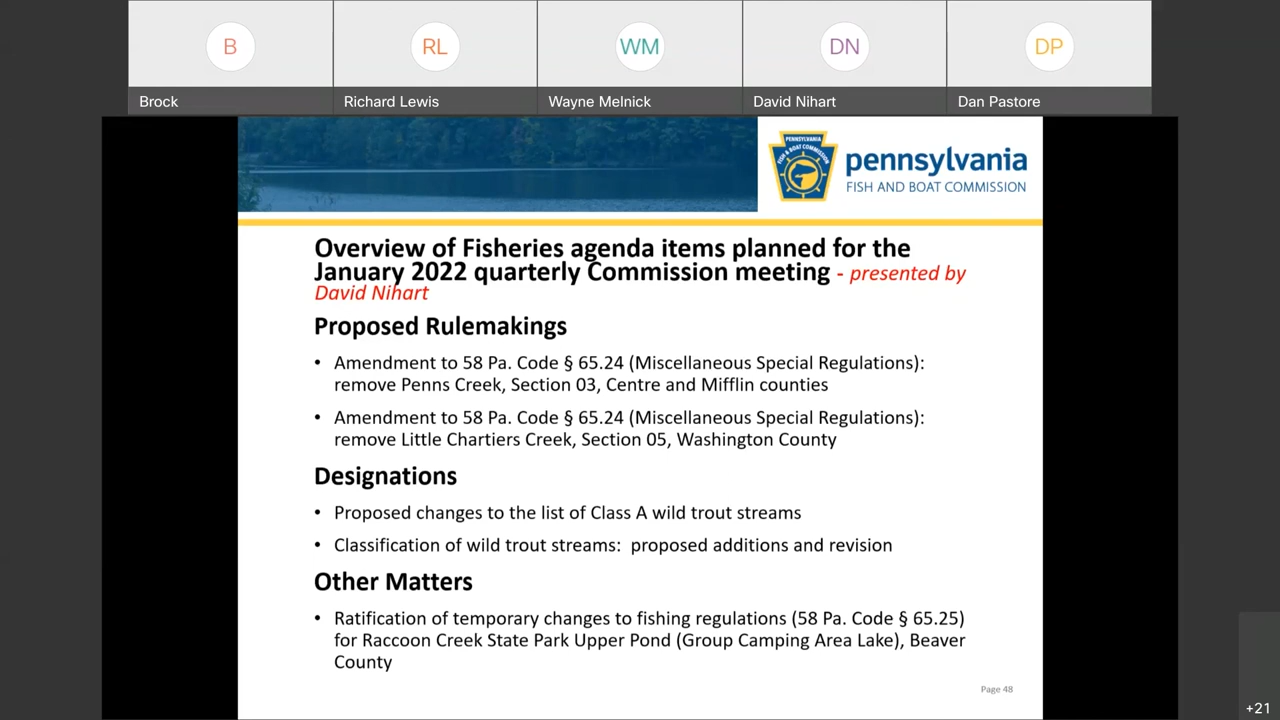 B
RL
WM
DN
DP
Brock
Richard Lewis
Wayne Melnick
David Nihart
Dan Pastore
PENNSYLVANIA
FISH & BOAT COMMISSION
pennsylvania
FISH AND BOAT COMMISSION
Overview of Fisheries agenda items planned for the
January 2022 quarterly Commission meeting - presented by
David Nihart
Proposed Rulemakings
• Amendment to 58 Pa. Code § 65.24 (Miscellaneous Special Regulations):
remove Penns Creek, Section 03, Centre and Mifflin counties
• Amendment to 58 Pa. Code § 65.24 (Miscellaneous Special Regulations):
remove Little Chartiers Creek, Section 05, Washington County
Designations
• Proposed changes to the list of Class A wild trout streams
• Classification of wild trout streams: proposed additions and revision
Other Matters
• Ratification of temporary changes to fishing regulations (58 Pa. Code § 65.25)
for Raccoon Creek State Park Upper Pond (Group Camping Area Lake), Beaver
County
Page 48
+21